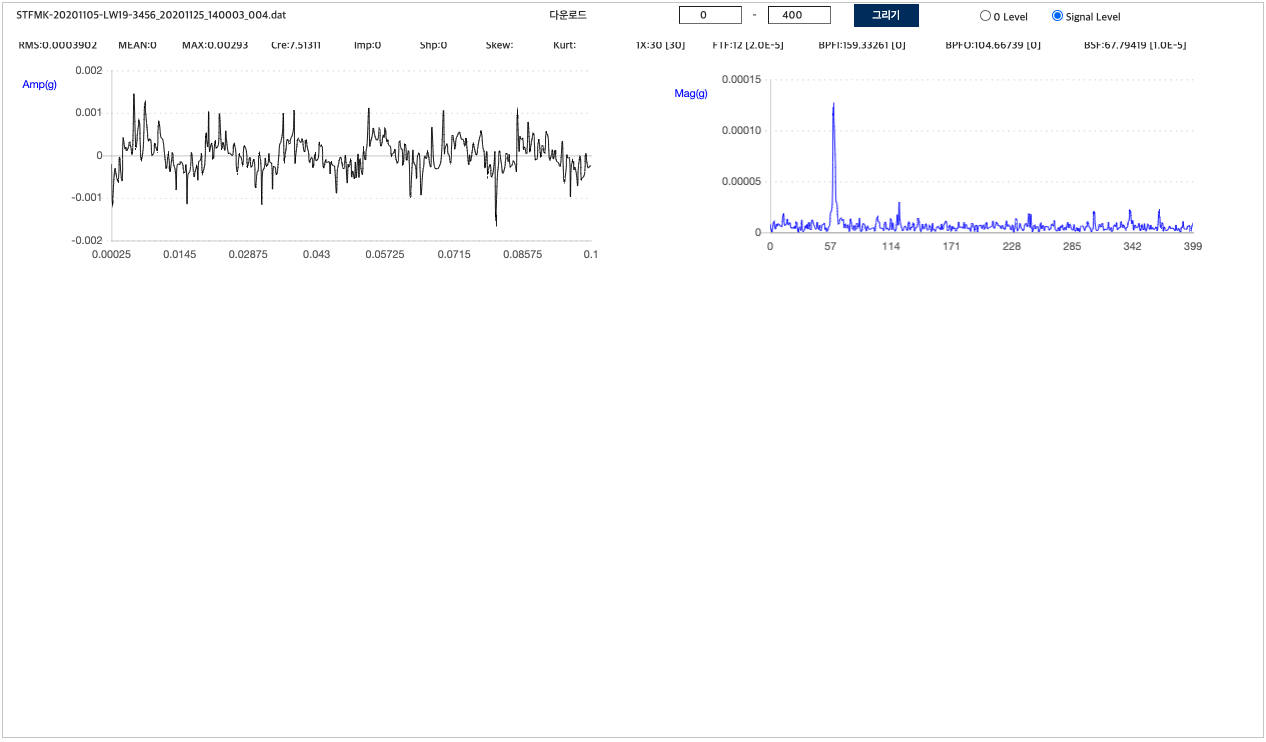 STFMK-20201105-LW19-3456_20201125_140003_004.dat 다운로드 0 - 400 그리기 0 Level Signal Level
RMS:0.0003902 MEAN:0 MAX:0.00293 Cre:7.51311 Imp:0 Shp:0 Skew: Kurt: 1X:30 [30] FTF:12 [2.0E-5] BPFI:159.33261 [0] BPFO:104.66739 [0] BSF:67.79419 [1.0E-5]
Amp(g)
0.002
0.001
0
-0.001
-0.002
0.00025 0.0145 0.02875 0.043 0.05725 0.0715 0.08575 0.1
Mag(g)
0.00015
0.00010
0.00005
0
0 57 114 171 228 285 342 399